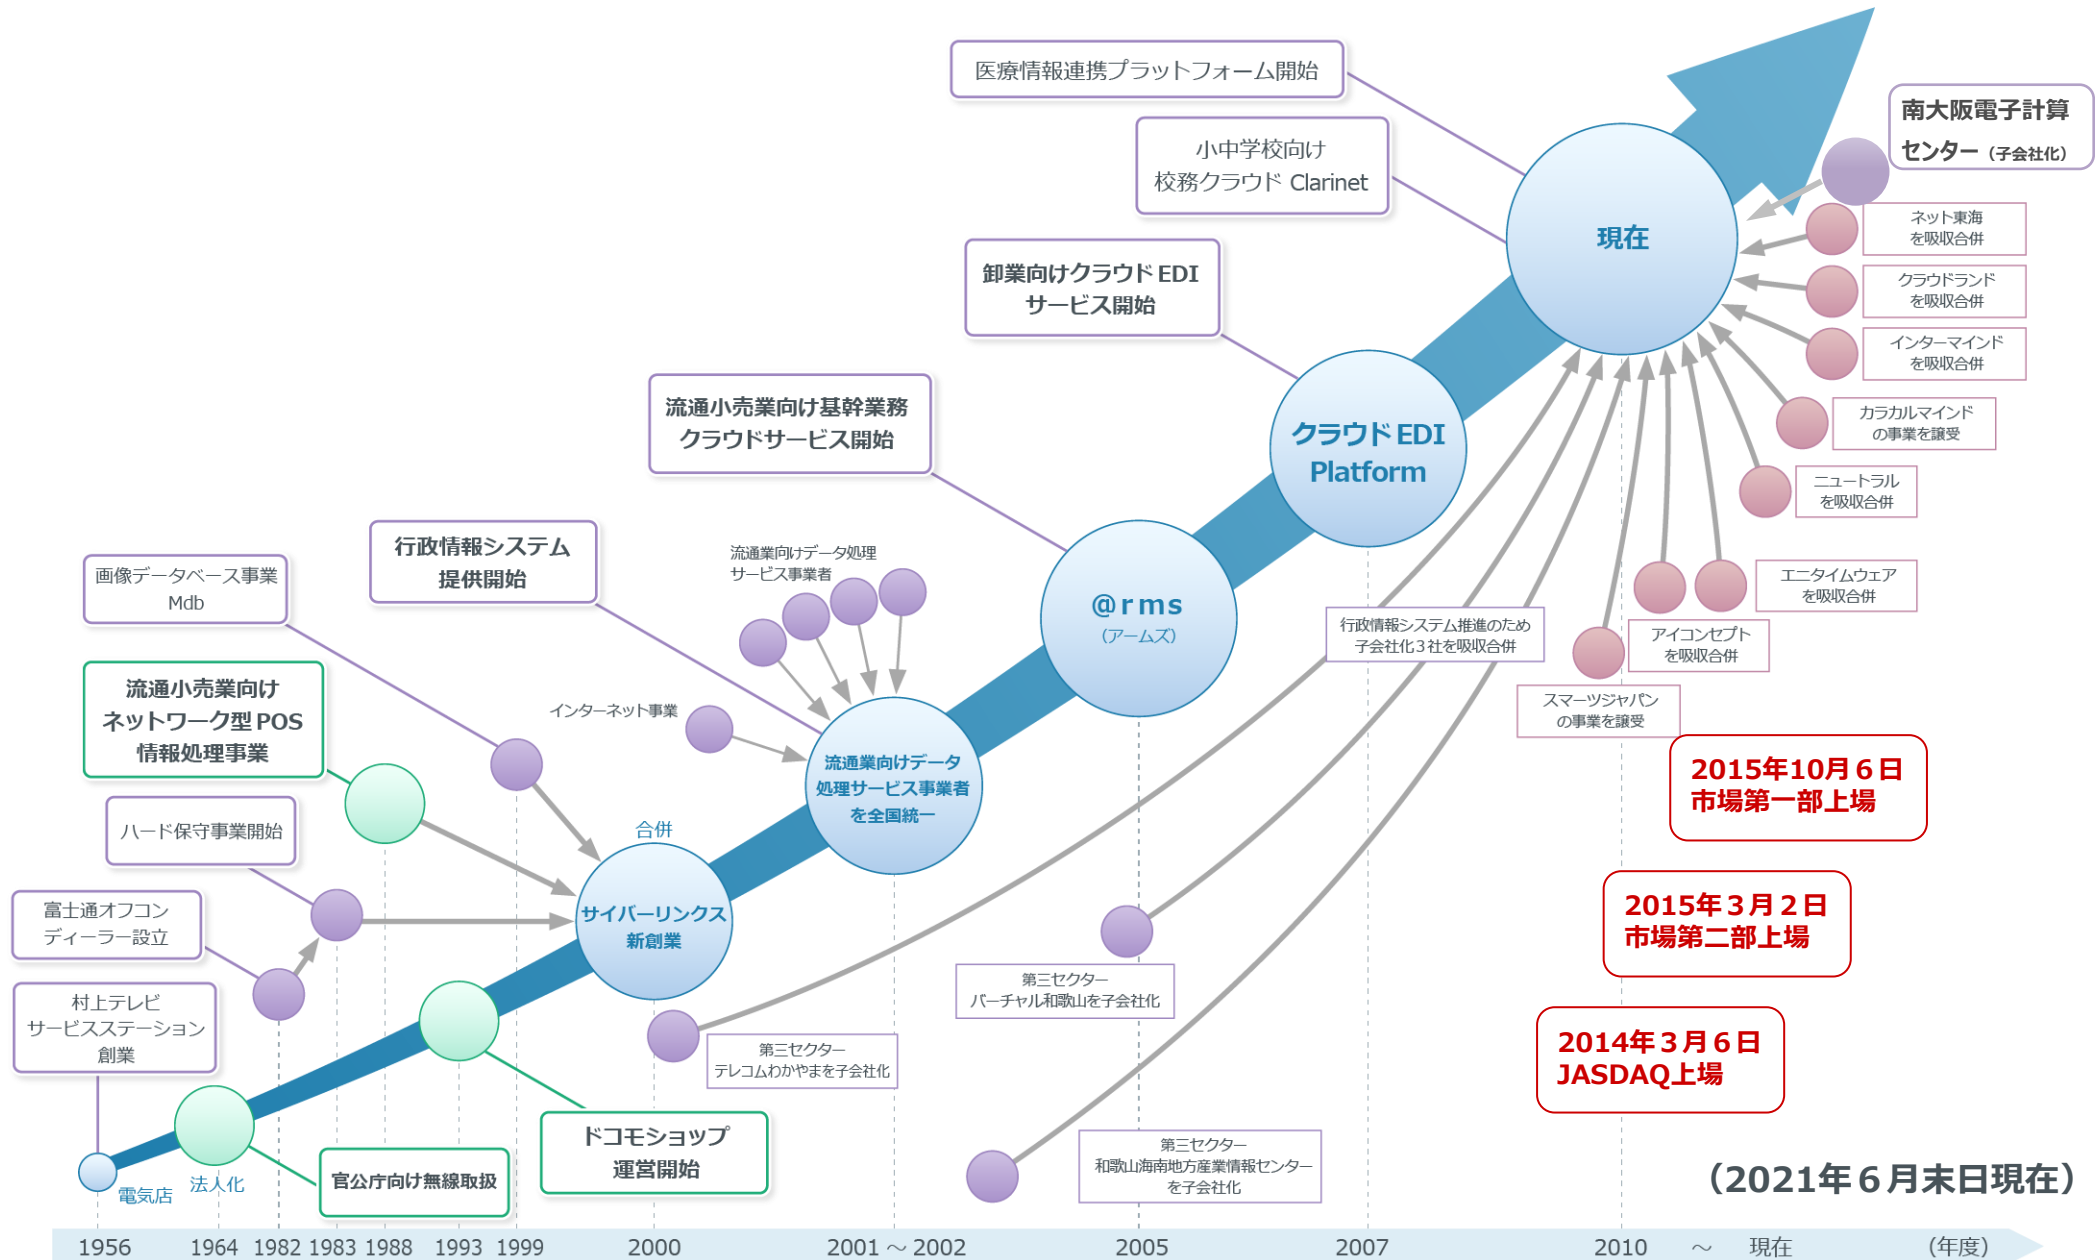 医療情報連携プラットフォーム開始
小中学校向け
校務クラウド Clarinet
卸業向けクラウド EDI
サービス開始
流通小売業向け基幹業務
クラウドサービス開始
行政情報システム
提供開始
画像データベース事業
Mdb
流通小売業向け
ネットワーク型 POS
情報処理事業
ハード保守事業開始
富士通オフコン
ディーラー設立
村上テレビ
サービスステーション
創業
電気店
法人化
官公庁向け無線取扱
ドコモショップ
運営開始
合併
サイバーリンクス
新創業
インターネット事業
流通業向けデータ処理
サービス事業者
流通業向けデータ
処理サービス事業者
を全国統一
@rms
（アームズ）
クラウド EDI
Platform
現在
南大阪電子計算
センター（子会社化）
ネット東海
を吸収合併
クラウドランド
を吸収合併
インターマインド
を吸収合併
カラカルマインド
の事業を譲受
ニュートラル
を吸収合併
エニタイムウェア
を吸収合併
アイコンセプト
を吸収合併
スマーツジャパン
の事業を譲受
行政情報システム推進のため
子会社化３社を吸収合併
第三セクター
テレコムわかやまを子会社化
第三セクター
バーチャル和歌山を子会社化
第三セクター
和歌山海南地方産業情報センター
を子会社化
2015年10月６日
市場第一部上場
2015年３月２日
市場第二部上場
2014年３月６日
JASDAQ上場
（2021年６月末日現在）
1956 1964 1982 1983 1988 1993 1999 2000 2001 ～ 2002 2005 2007 2010 ～ 現在 （年度）